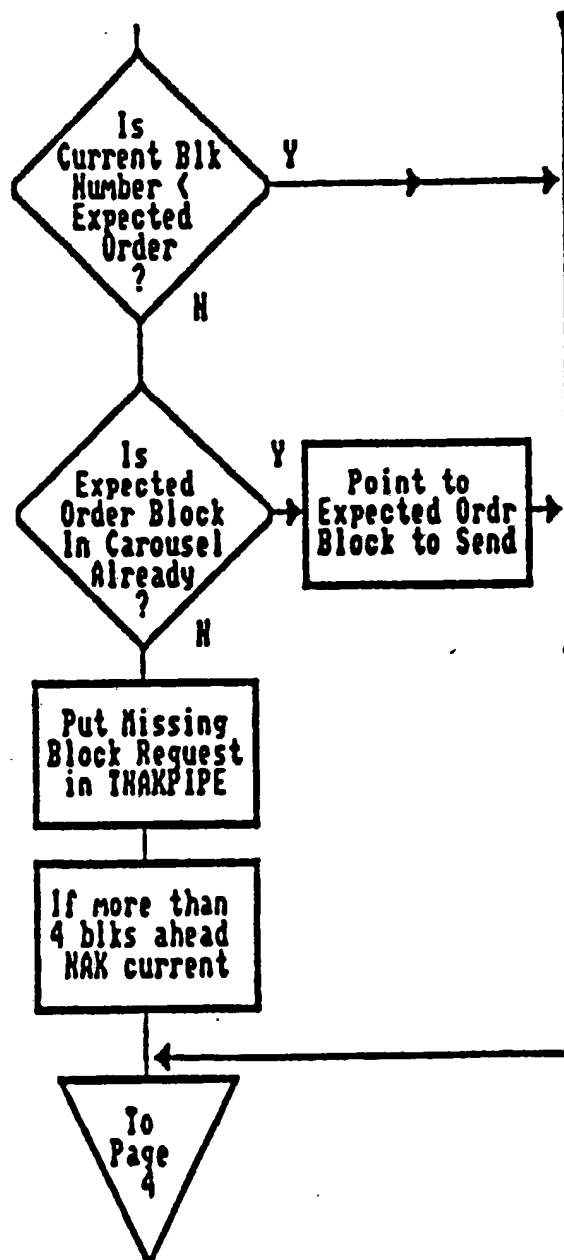 Is
Current Blk
Number <
Expected
Order
?
Y
N
Is
Expected
Order Block
In Carousel
Already
?
Y
N
Point to
Expected Ordr
Block to Send
Put Missing
Block Request
in TNAKPIPE
If more than
4 blks ahead
NAK current
To
Page
4